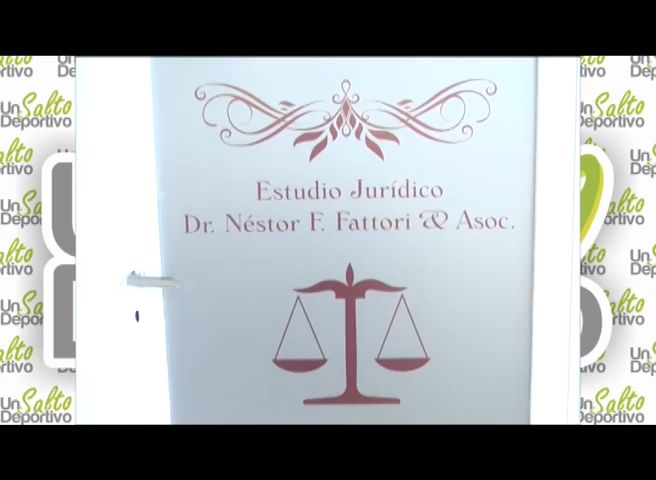 Estudio Jurídico
Dr. Néstor F. Fattori & Asoc.
Un Salto
Deportivo